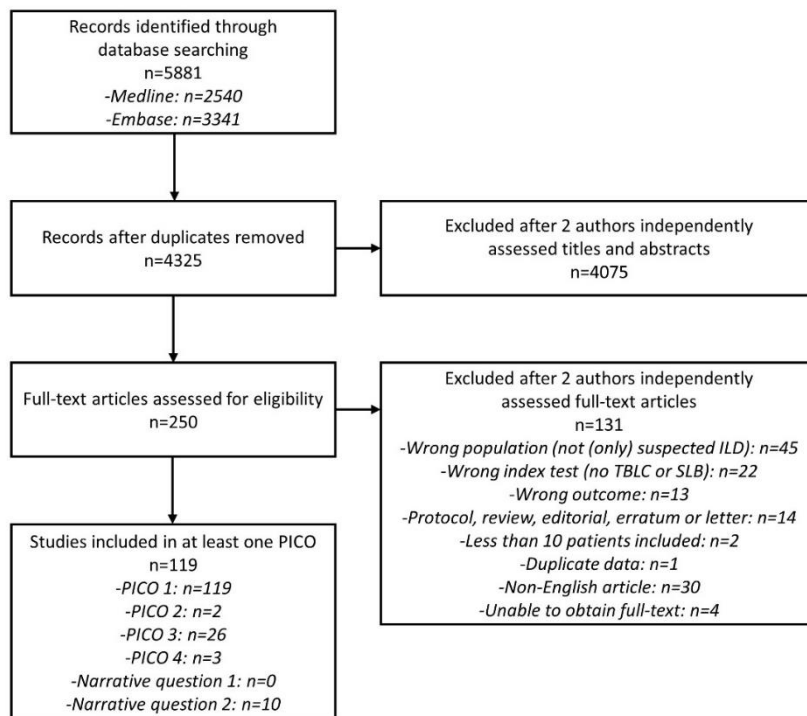 Records identified through
database searching
n=5881
-Medline: n=2540
-Embase: n=3341
Records after duplicates removed
n=4325
Excluded after 2 authors independently
assessed titles and abstracts
n=4075
Full-text articles assessed for eligibility
n=250
Excluded after 2 authors independently
assessed full-text articles
n=131
-Wrong population (not (only) suspected ILD): n=45
-Wrong index test (no TBLC or SLB): n=22
-Wrong outcome: n=13
-Protocol, review, editorial, erratum or letter: n=14
-Less than 10 patients included: n=2
-Duplicate data: n=1
-Non-English article: n=30
-Unable to obtain full-text: n=4
Studies included in at least one PICO
n=119
-PICO 1: n=119
-PICO 2: n=2
-PICO 3: n=26
-PICO 4: n=3
-Narrative question 1: n=0
-Narrative question 2: n=10